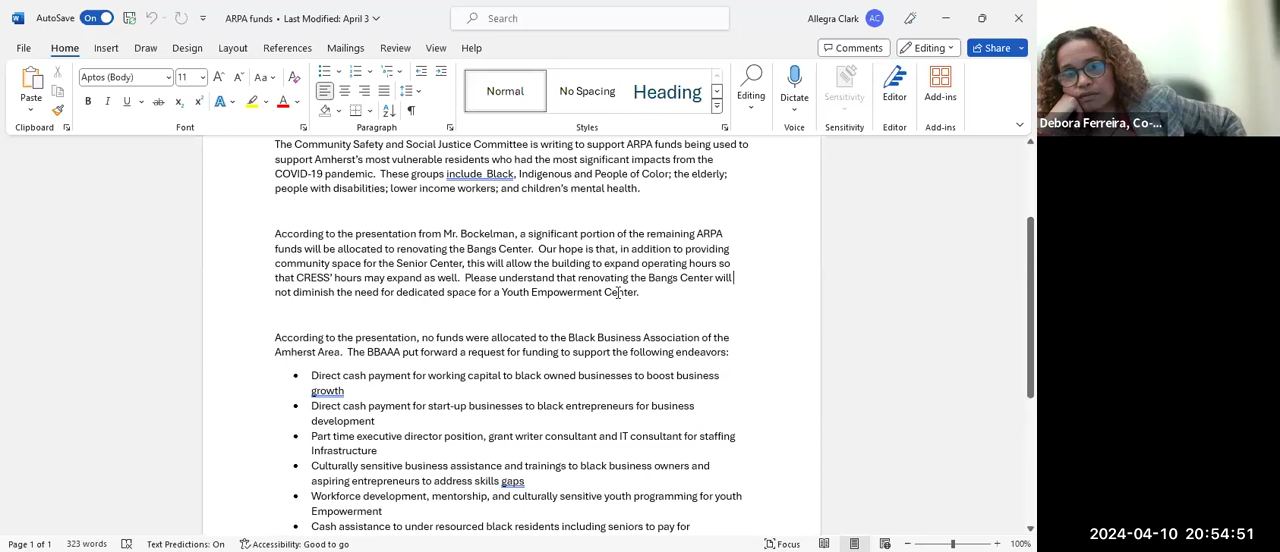 AutoSave On ARPA funds • Last Modified: April 3 Search Allegra Clark AC
File Home Insert Draw Design Layout References Mailings Review View Help Comments Editing Share
Aptos (Body) 11 A A Aa A Normal No Spacing Heading
Paste B I U ab x₂ x² A A Editing Dictate Sensitivity Editor Add-ins
Clipboard Font Paragraph Styles Voice Sensitivity Editor Add-ins
Debora Ferreira, Co-...
The Community Safety and Social Justice Committee is writing to support ARPA funds being used to
support Amherst's most vulnerable residents who had the most significant impacts from the
COVID-19 pandemic. These groups include Black, Indigenous and People of Color; the elderly;
people with disabilities; lower income workers; and children's mental health.
According to the presentation from Mr. Bockelman, a significant portion of the remaining ARPA
funds will be allocated to renovating the Bangs Center. Our hope is that, in addition to providing
community space for the Senior Center, this will allow the building to expand operating hours so
that CRESS' hours may expand as well. Please understand that renovating the Bangs Center will
not diminish the need for dedicated space for a Youth Empowerment Center.
According to the presentation, no funds were allocated to the Black Business Association of the
Amherst Area. The BBAAA put forward a request for funding to support the following endeavors:
• Direct cash payment for working capital to black owned businesses to boost business
growth
• Direct cash payment for start-up businesses to black entrepreneurs for business
development
• Part time executive director position, grant writer consultant and IT consultant for staffing
Infrastructure
• Culturally sensitive business assistance and trainings to black business owners and
aspiring entrepreneurs to address skills gaps
• Workforce development, mentorship, and culturally sensitive youth programming for youth
Empowerment
• Cash assistance to under resourced black residents including seniors to pay for
Page 1 of 1 323 words Text Predictions: On Accessibility: Good to go Focus 100%
2024-04-10 20:54:51